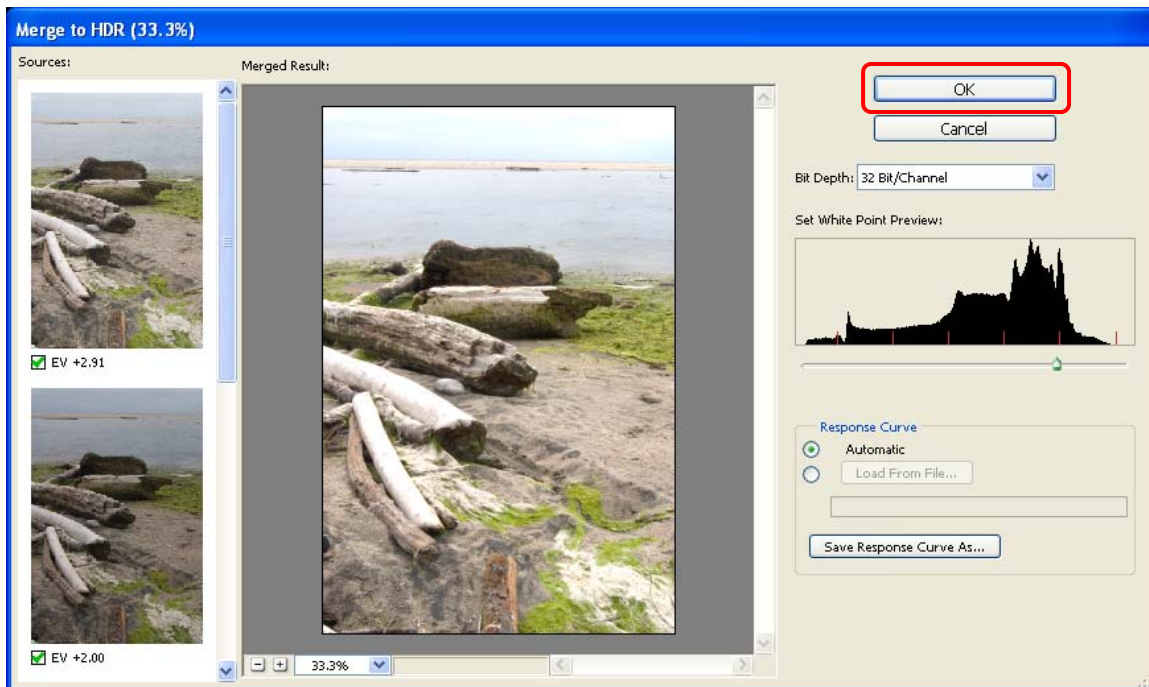 Merge to HDR (33.3%)
Sources:
Merged Result:
EV +2.91
EV +2.00
33.3%
OK
Cancel
Bit Depth: 32 Bit/Channel
Set White Point Preview:
Response Curve
Automatic
Load From File...
Save Response Curve As...